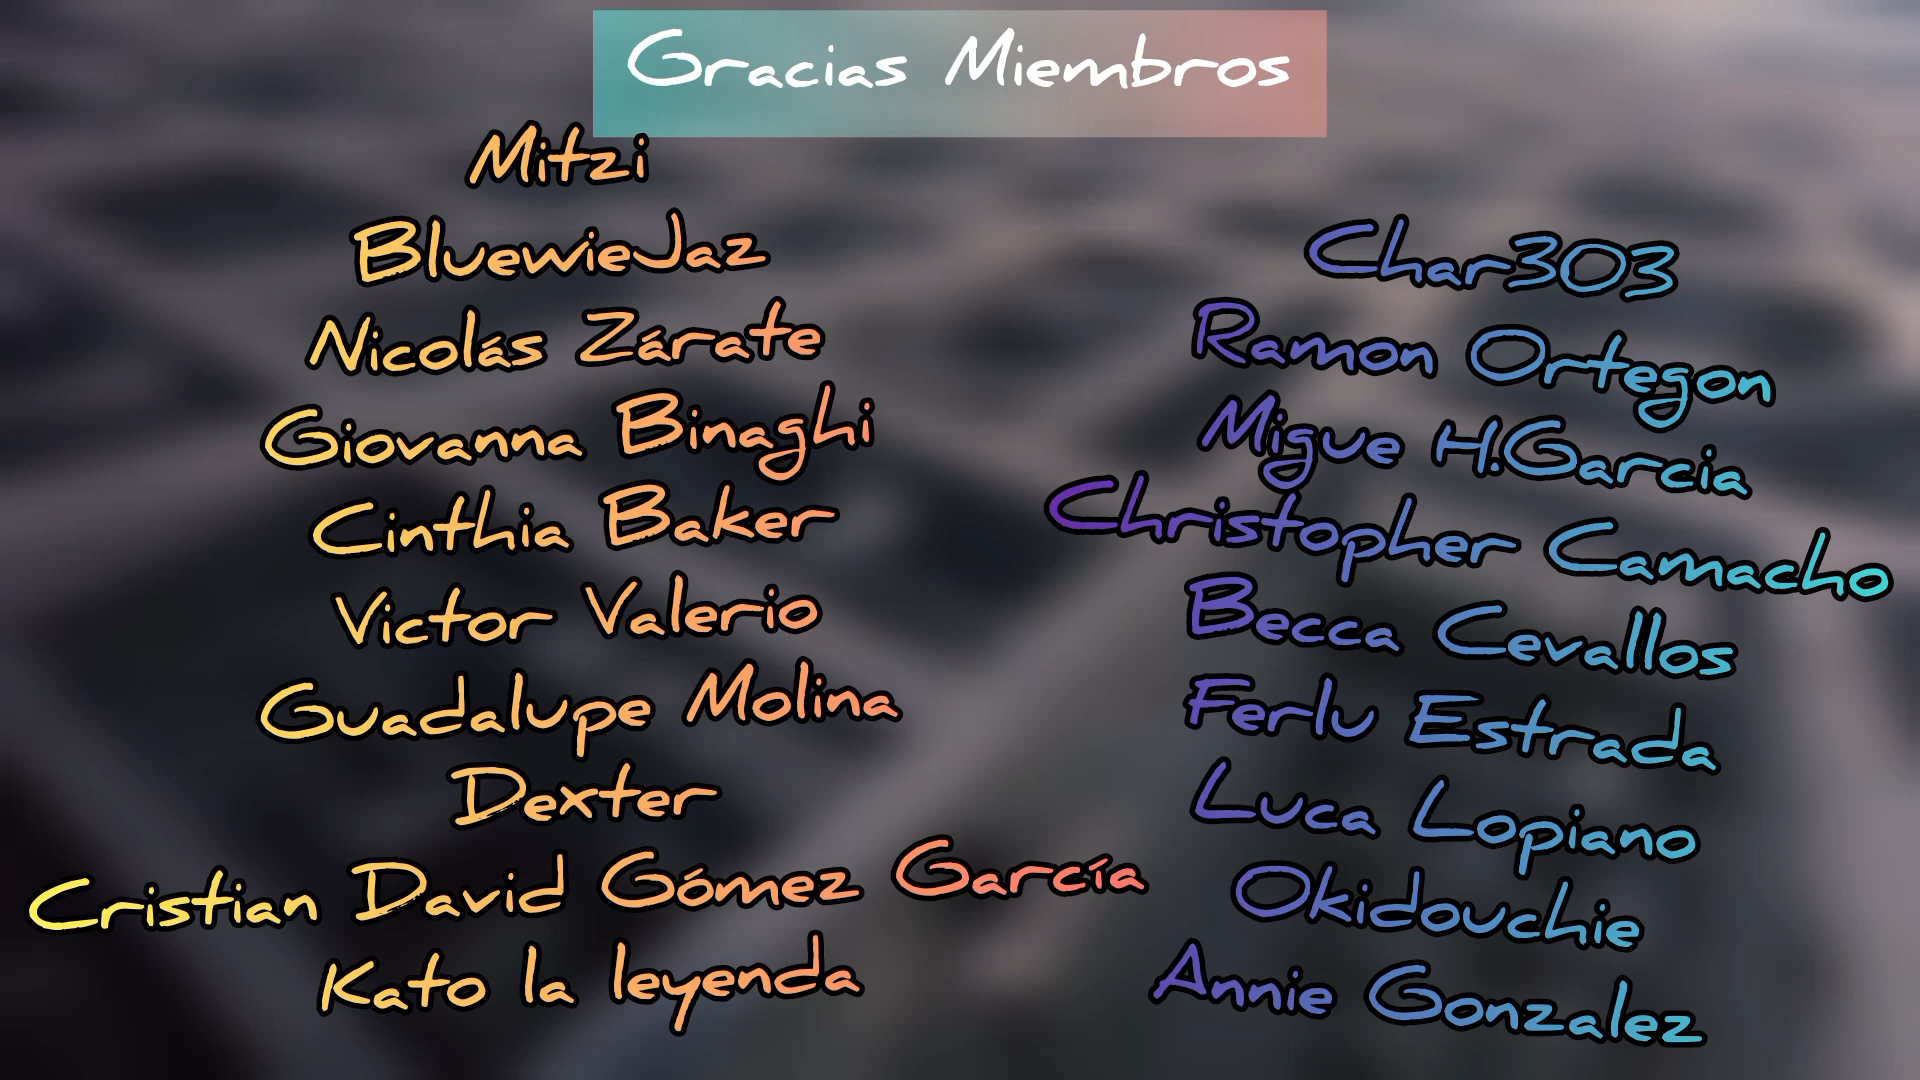 Gracias Miembros
Mitzi
BluewieJaz
Nicolás Zárate
Giovanna Binaghi
Cinthia Baker
Victor Valerio
Guadalupe Molina
Dexter
Cristian David Gómez García
Kato la leyenda
Char303
Ramon Ortegon
Migue H.Garcia
Christopher Camacho
Becca Cevallos
Ferlu Estrada
Luca Lopiano
Okidouchie
Annie Gonzalez